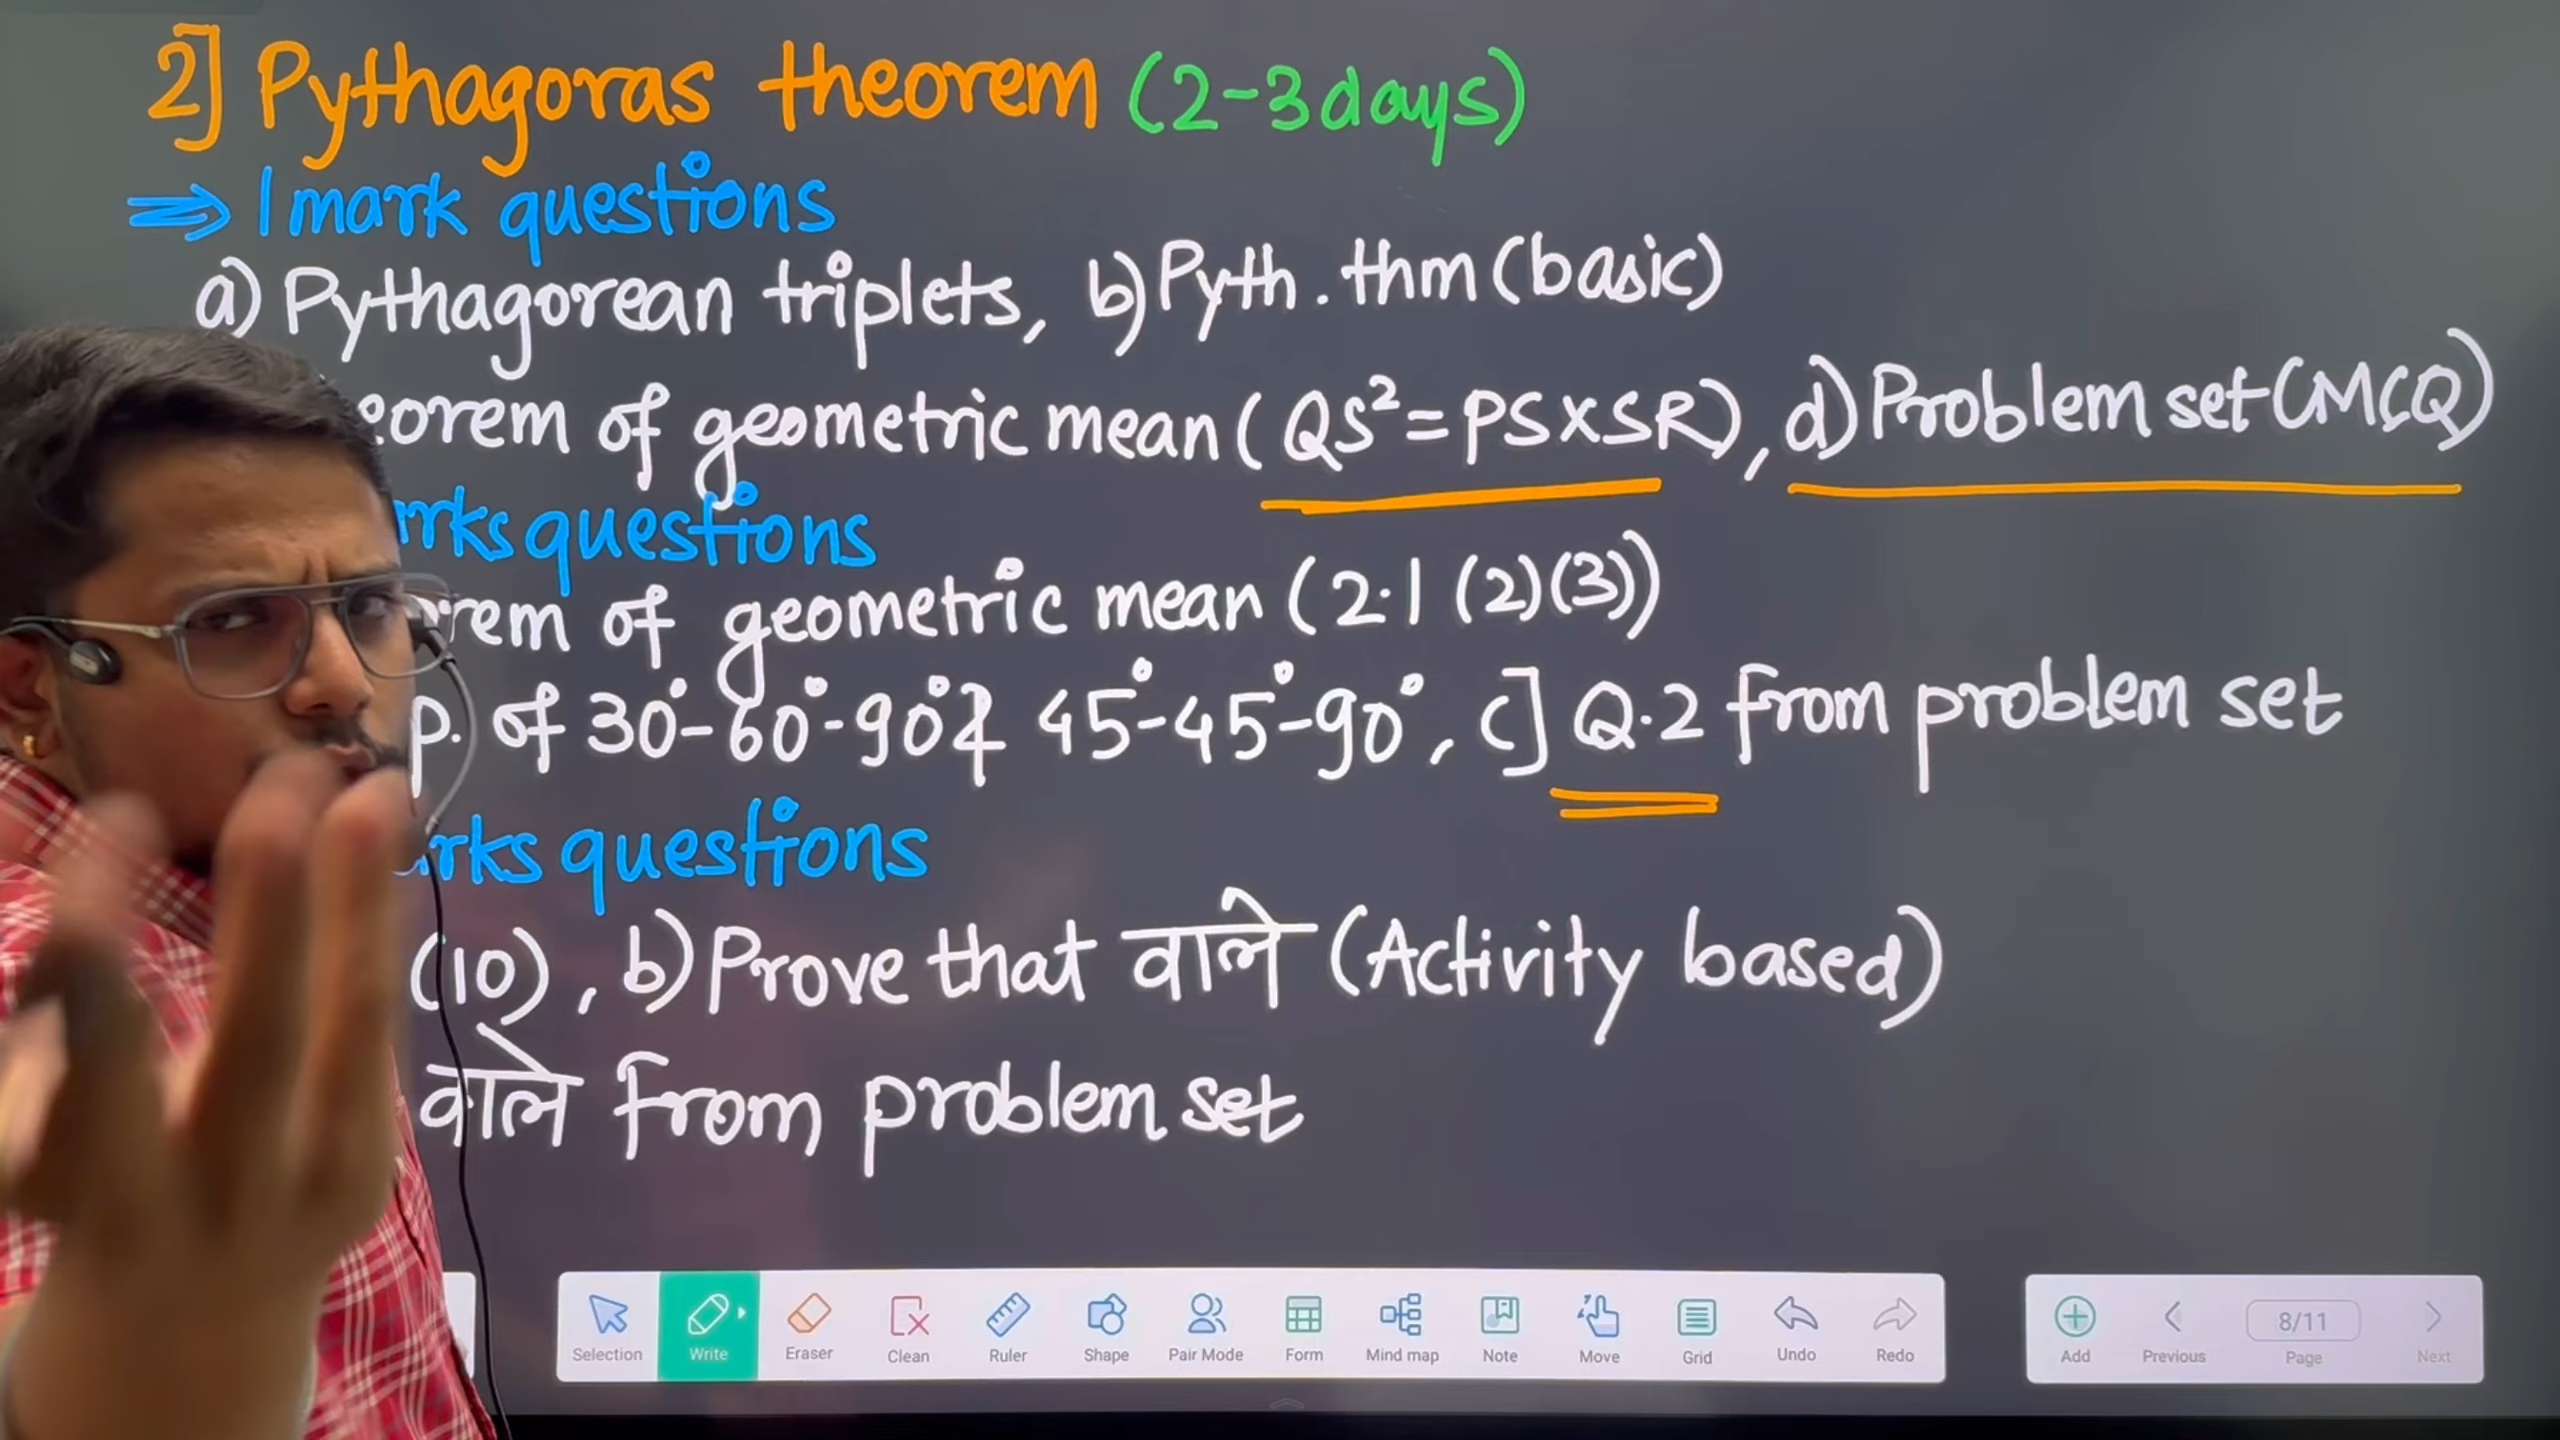 2] Pythagoras theorem (2-3 days)
⇒ 1 mark questions
a) Pythagorean triplets, b) Pyth. thm (basic)
eorem of geometric mean (QS²=PS×SR), d) Problem set (MCQ)
rks questions
rem of geometric mean (2.1 (2)(3))
p. of 30°-60°-90° & 45°-45°-90°, C] Q.2 from problem set
rks questions
(10), b) Prove that वाले (Activity based)
वाले from problem set
Selection Write Eraser Clean Ruler Shape Pair Mode Form Mind map Note Move Grid Undo Redo Add Previous 8/11 Page Next